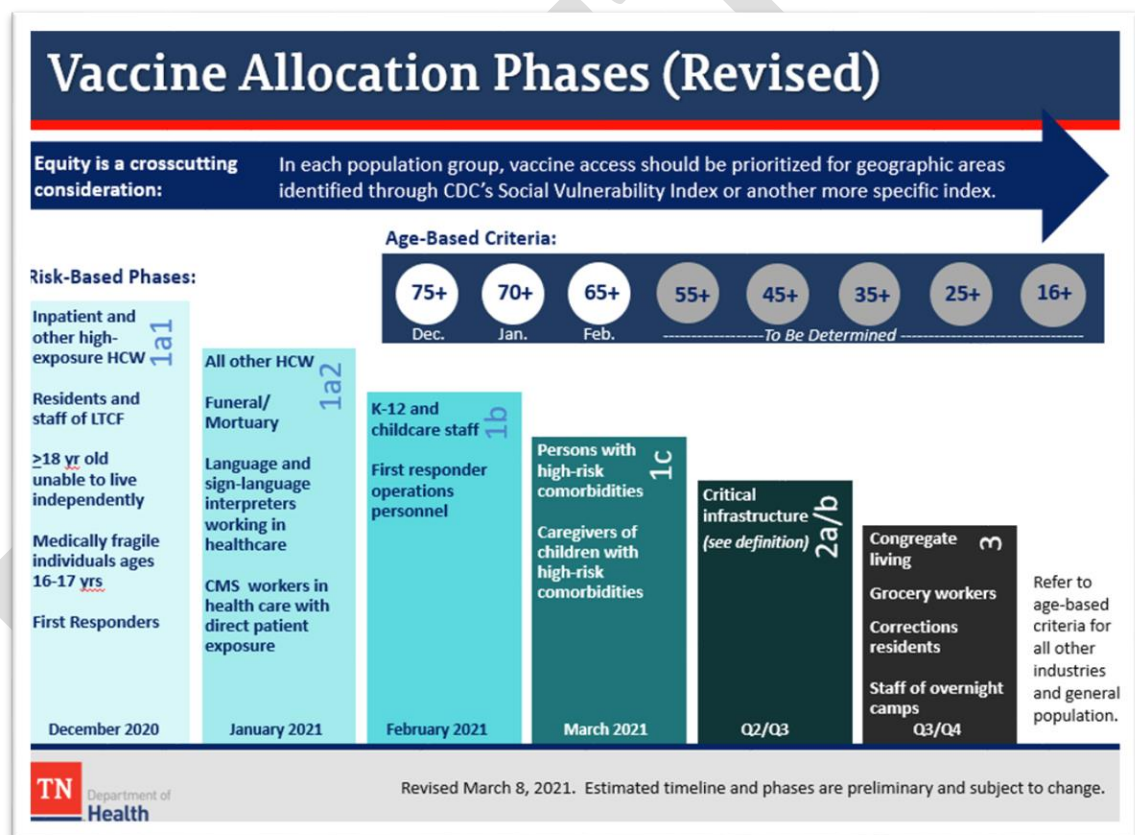 Vaccine Allocation Phases (Revised)
Equity is a crosscutting
consideration:
In each population group, vaccine access should be prioritized for geographic areas
identified through CDC's Social Vulnerability Index or another more specific index.
Age-Based Criteria:
75+ 70+ 65+ 55+ 45+ 35+ 25+ 16+
Dec. Jan. Feb. To Be Determined
Risk-Based Phases:
1a1
Inpatient and
other high-
exposure HCW
Residents and
staff of LTCF
≥18 yr old
unable to live
independently
Medically fragile
individuals ages
16-17 yrs
First Responders
December 2020
1a2
All other HCW
Funeral/
Mortuary
Language and
sign-language
interpreters
working in
healthcare
CMS workers in
health care with
direct patient
exposure
January 2021
1b
K-12 and
childcare staff
First responder
operations
personnel
February 2021
1c
Persons with
high-risk
comorbidities
Caregivers of
children with
high-risk
comorbidities
March 2021
2a/b
Critical
infrastructure
(see definition)
Q2/Q3
3
Congregate
living
Grocery workers
Corrections
residents
Staff of overnight
camps
Q3/Q4
Refer to
age-based
criteria for
all other
industries
and general
population.
TN
Department of
Health
Revised March 8, 2021. Estimated timeline and phases are preliminary and subject to change.